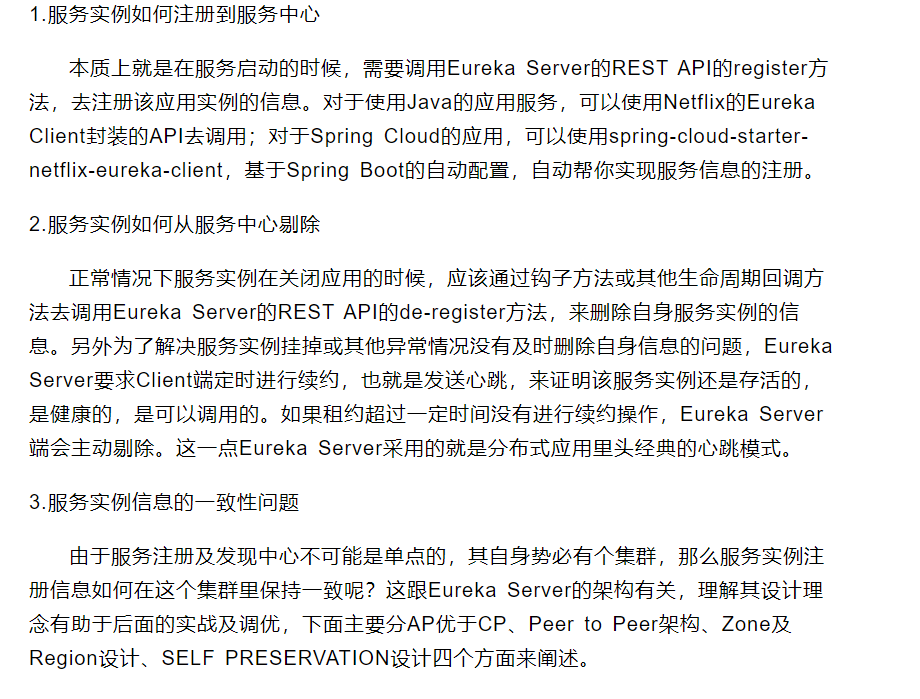 1.服务实例如何注册到服务中心
本质上就是在服务启动的时候，需要调用Eureka Server的REST API的register方
法，去注册该应用实例的信息。对于使用Java的应用服务，可以使用Netflix的Eureka
Client封装的API去调用；对于Spring Cloud的应用，可以使用spring-cloud-starter-
netflix-eureka-client，基于Spring Boot的自动配置，自动帮你实现服务信息的注册。
2.服务实例如何从服务中心剔除
正常情况下服务实例在关闭应用的时候，应该通过钩子方法或其他生命周期回调方
法去调用Eureka Server的REST API的de-register方法，来删除自身服务实例的信
息。另外为了解决服务实例挂掉或其他异常情况没有及时删除自身信息的问题，Eureka
Server要求Client端定时进行续约，也就是发送心跳，来证明该服务实例还是存活的，
是健康的，是可以调用的。如果租约超过一定时间没有进行续约操作，Eureka Server
端会主动剔除。这一点Eureka Server采用的就是分布式应用里头经典的心跳模式。
3.服务实例信息的一致性问题
由于服务注册及发现中心不可能是单点的，其自身势必有个集群，那么服务实例注
册信息如何在这个集群里保持一致呢？这跟Eureka Server的架构有关，理解其设计理
念有助于后面的实战及调优，下面主要分AP优于CP、Peer to Peer架构、Zone及
Region设计、SELF PRESERVATION设计四个方面来阐述。